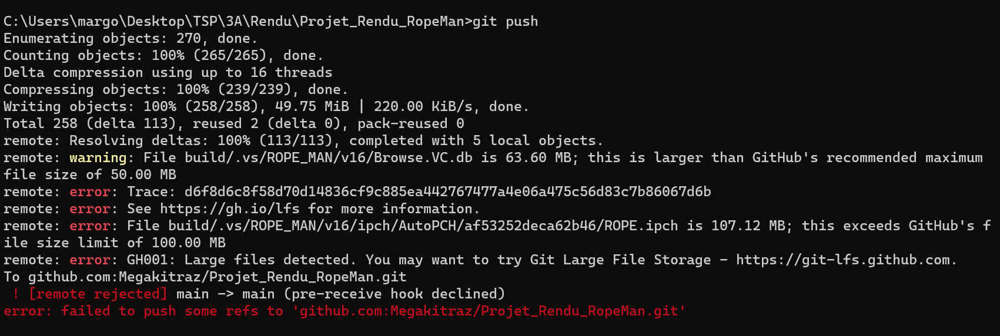 C:\Users\margo\Desktop\TSP\3A\Rendu\Projet_Rendu_RopeMan>git push
Enumerating objects: 270, done.
Counting objects: 100% (265/265), done.
Delta compression using up to 16 threads
Compressing objects: 100% (239/239), done.
Writing objects: 100% (258/258), 49.75 MiB | 220.00 KiB/s, done.
Total 258 (delta 113), reused 2 (delta 0), pack-reused 0
remote: Resolving deltas: 100% (113/113), completed with 5 local objects.
remote: warning: File build/.vs/ROPE_MAN/v16/Browse.VC.db is 63.60 MB; this is larger than GitHub's recommended maximum
file size of 50.00 MB
remote: error: Trace: d6f8d6c8f58d70d14836cf9c885ea442767477a4e06a475c56d83c7b86067d6b
remote: error: See https://gh.io/lfs for more information.
remote: error: File build/.vs/ROPE_MAN/v16/ipch/AutoPCH/af53252deca62b46/ROPE.ipch is 107.12 MB; this exceeds GitHub's f
ile size limit of 100.00 MB
remote: error: GH001: Large files detected. You may want to try Git Large File Storage - https://git-lfs.github.com.
To github.com:Megakitraz/Projet_Rendu_RopeMan.git
 ! [remote rejected] main -> main (pre-receive hook declined)
error: failed to push some refs to 'github.com:Megakitraz/Projet_Rendu_RopeMan.git'